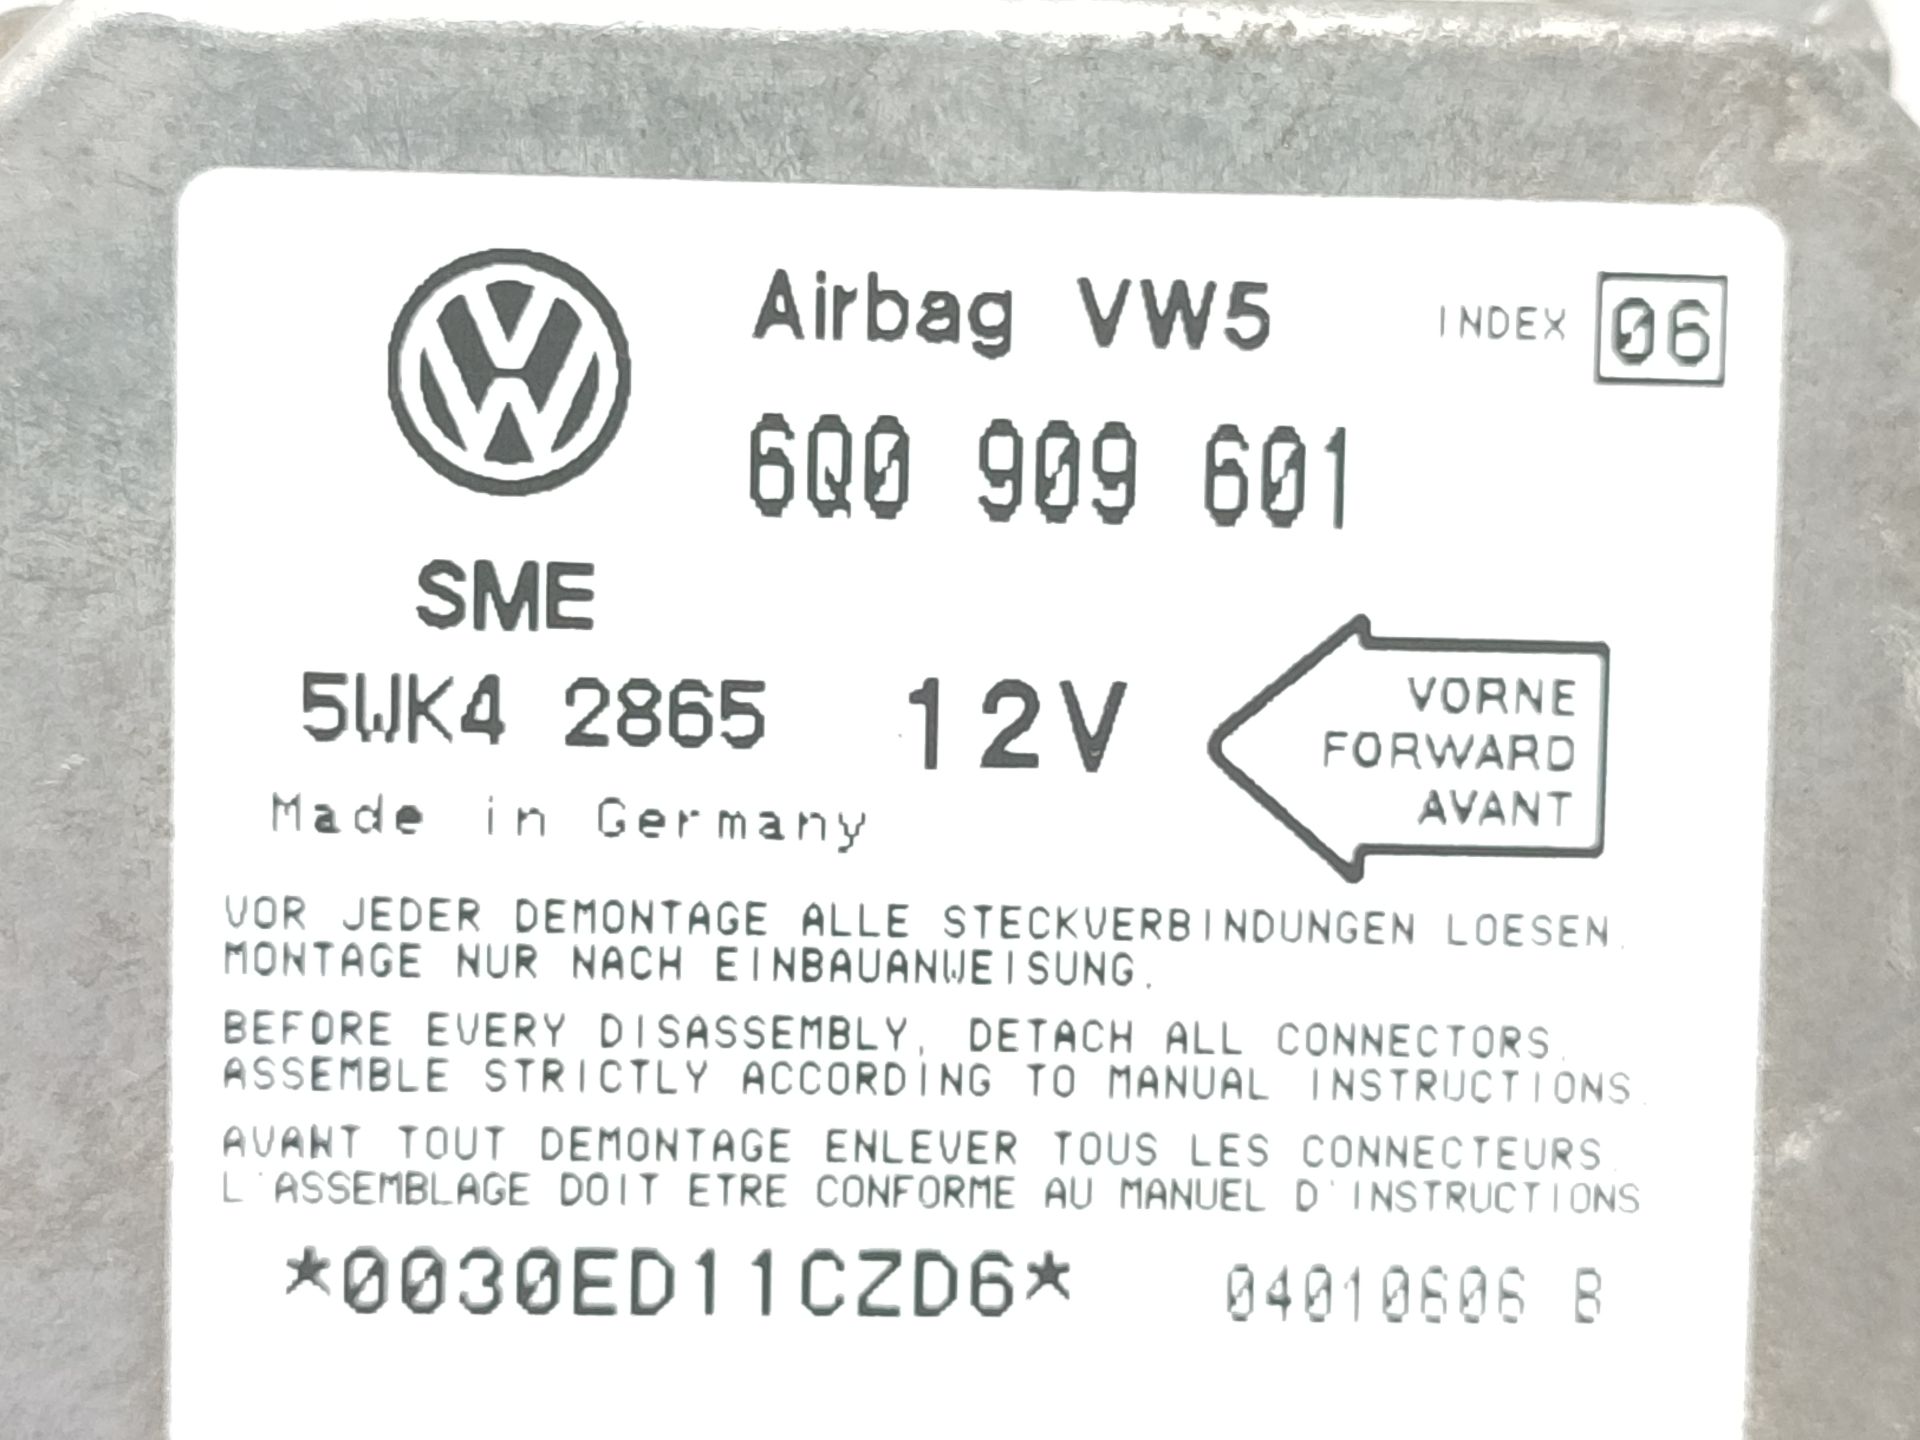 Airbag VW5 INDEX 06
6Q0 909 601
SME
5WK4 2865 12V
VORNE
FORWARD
AVANT
Made in Germany
VOR JEDER DEMONTAGE ALLE STECKVERBINDUNGEN LOESEN.
MONTAGE NUR NACH EINBAUANWEISUNG.
BEFORE EVERY DISASSEMBLY, DETACH ALL CONNECTORS.
ASSEMBLE STRICTLY ACCORDING TO MANUAL INSTRUCTIONS.
AVANT TOUT DEMONTAGE ENLEVER TOUS LES CONNECTEURS.
L'ASSEMBLAGE DOIT ETRE CONFORME AU MANUEL D'INSTRUCTIONS
*0030ED11CZD6* 04010606 B